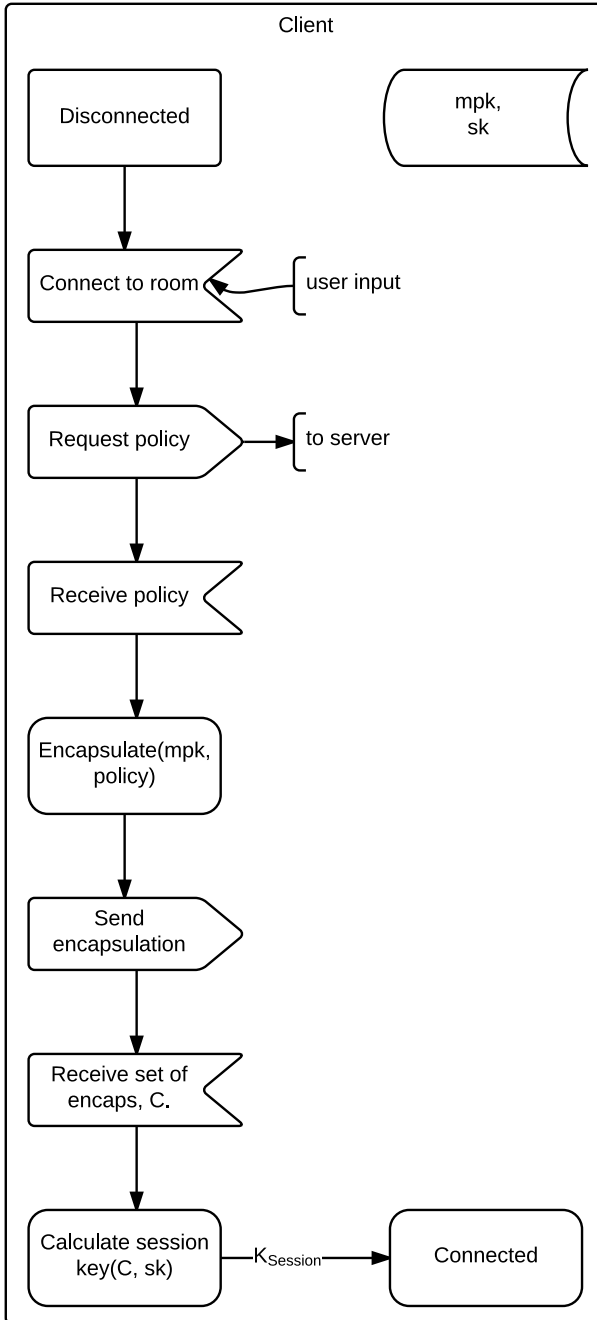 Client
Disconnected
mpk,
sk
Connect to room
user input
Request policy
to server
Receive policy
Encapsulate(mpk,
policy)
Send
encapsulation
Receive set of
encaps, C.
Calculate session
key(C, sk)
KSession
Connected